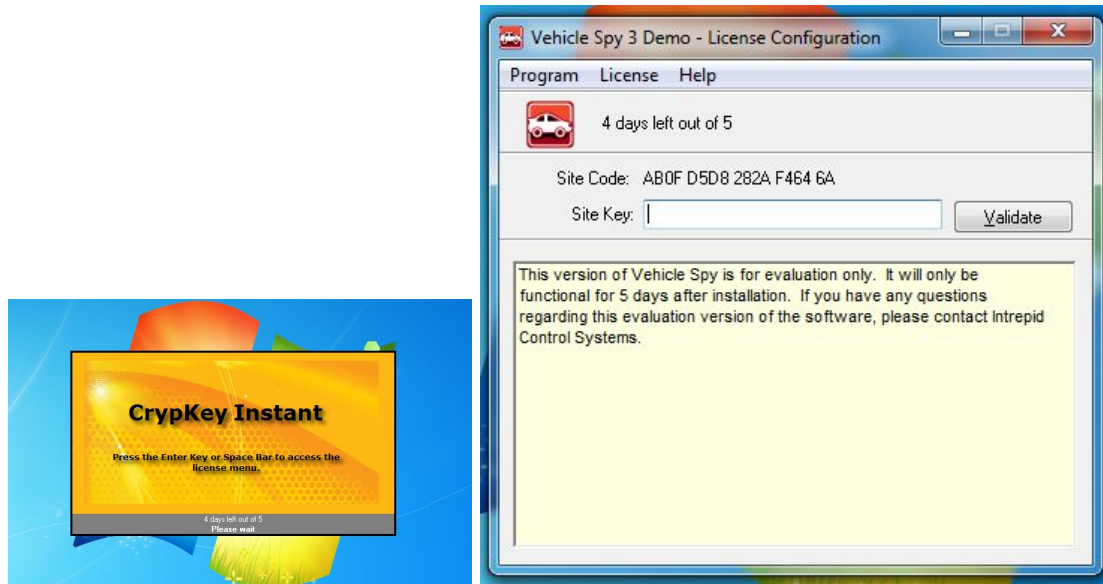 CrypKey Instant
Press the Enter Key or Space Bar to access the
license menu.
4 days left out of 5
Please wait
Vehicle Spy 3 Demo - License Configuration
Program License Help
4 days left out of 5
Site Code: AB0F D5D8 282A F464 6A
Site Key:
Validate
This version of Vehicle Spy is for evaluation only. It will only be
functional for 5 days after installation. If you have any questions
regarding this evaluation version of the software, please contact Intrepid
Control Systems.